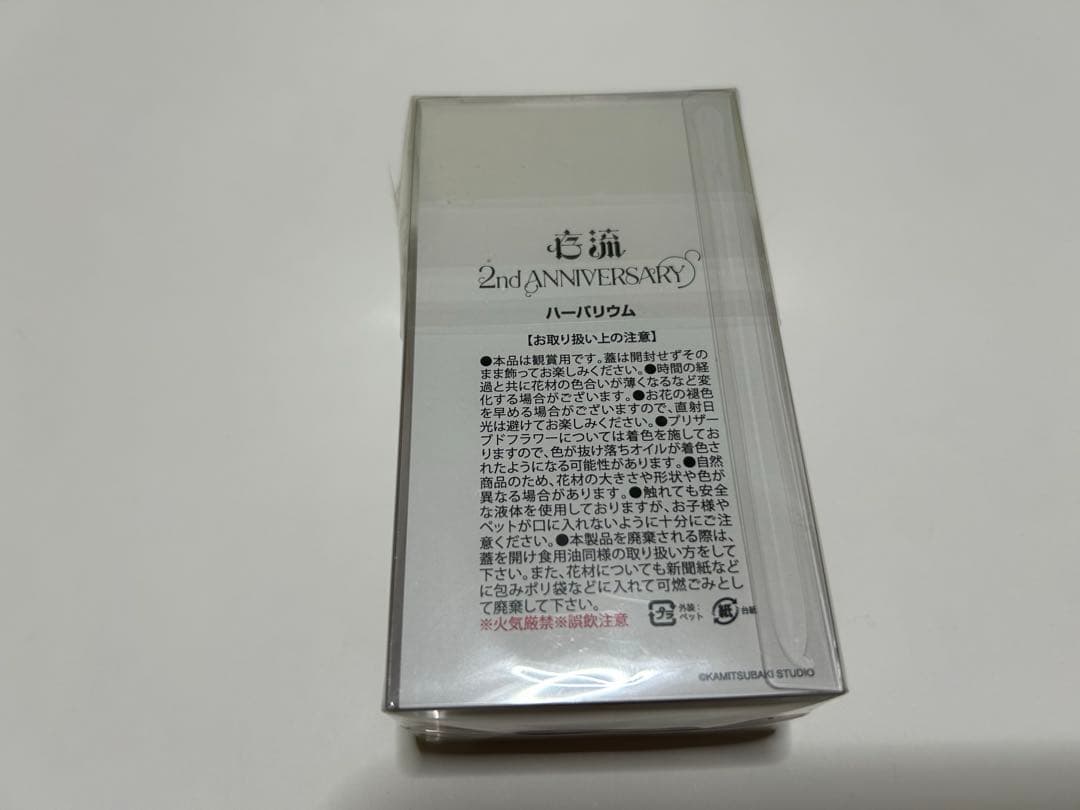 存流
2nd ANNIVERSARY
ハーバリウム
【お取り扱い上の注意】
●本品は観賞用です。蓋は開封せずその
まま飾ってお楽しみください。●時間の経
過と共に花材の色合いが薄くなるなど変
化する場合がございます。●お花の褪色
を早める場合がございますので、直射日
光は避けてお楽しみください。●プリザー
ブドフラワーについては着色を施してお
りますので、色が抜け落ちオイルが着色さ
れたようになる可能性があります。●自然
商品のため、花材の大きさや形状や色が
異なる場合があります。●触れても安全
な液体を使用しておりますが、お子様や
ペットが口に入れないように十分にご注
意ください。●本製品を廃棄される際は、
蓋を開け食用油同様の取り扱い方をして
下さい。また、花材についても新聞紙など
に包みポリ袋などに入れて可燃ごみとし
て廃棄して下さい。
※火気厳禁※誤飲注意
プラ 外装：ペット 紙 台紙
©KAMITSUBAKI STUDIO